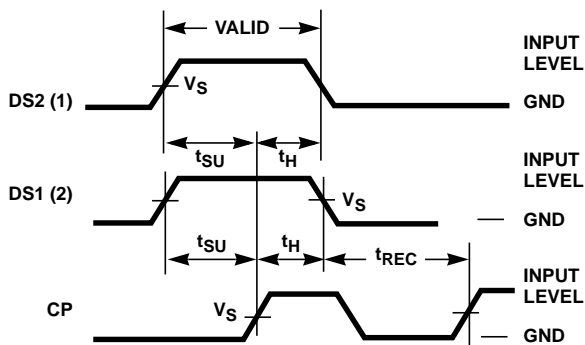 VALID
INPUT
LEVEL
VS
DS2 (1)
GND
tSU
tH
INPUT
LEVEL
DS1 (2)
VS
GND
tSU
tH
tREC
INPUT
LEVEL
CP
VS
GND